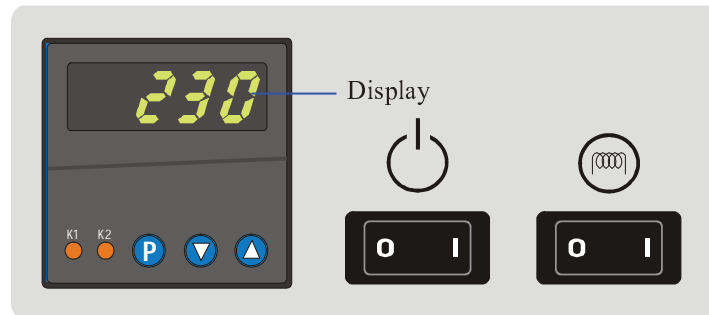 230
Display
K1 K2
P
O I O I